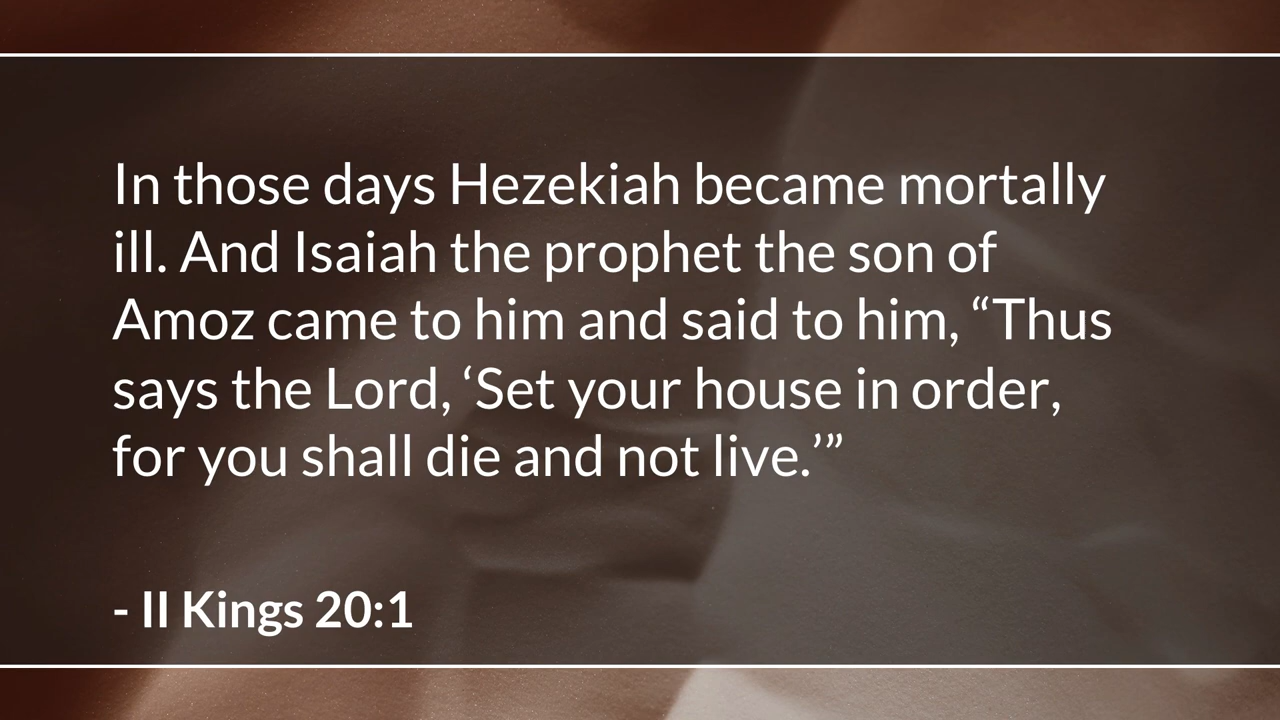 In those days Hezekiah became mortally
ill. And Isaiah the prophet the son of
Amoz came to him and said to him, “Thus
says the Lord, ‘Set your house in order,
for you shall die and not live.’”
- II Kings 20:1